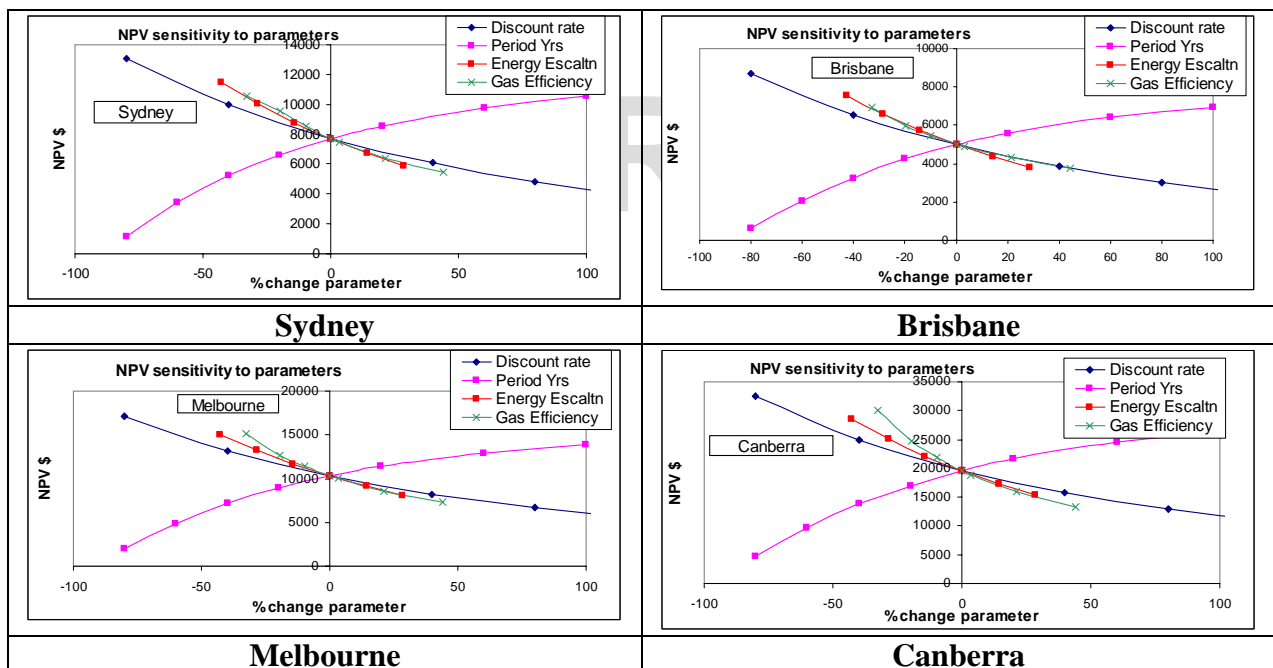 NPV sensitivity to parameters
Discount rate
Period Yrs
Energy Escaltn
Gas Efficiency
Sydney
NPV $
14000
12000
10000
8000
6000
4000
2000
0
-100
-50
0
50
100
%change parameter
Sydney
NPV sensitivity to parameters
Discount rate
Period Yrs
Energy Escaltn
Gas Efficiency
Brisbane
NPV $
10000
8000
6000
4000
2000
0
-100
-80
-60
-40
-20
0
20
40
60
80
100
%change parameter
Brisbane
NPV sensitivity to parameters
Discount rate
Period Yrs
Energy Escaltn
Gas Efficiency
Melbourne
NPV $
20000
15000
10000
5000
0
-100
-50
0
50
100
%change parameter
Melbourne
NPV sensitivity to parameters
Discount rate
Period Yrs
Energy Escaltn
Gas Efficiency
Canberra
NPV $
35000
30000
25000
20000
15000
10000
5000
0
-100
-50
0
50
100
%change parameter
Canberra